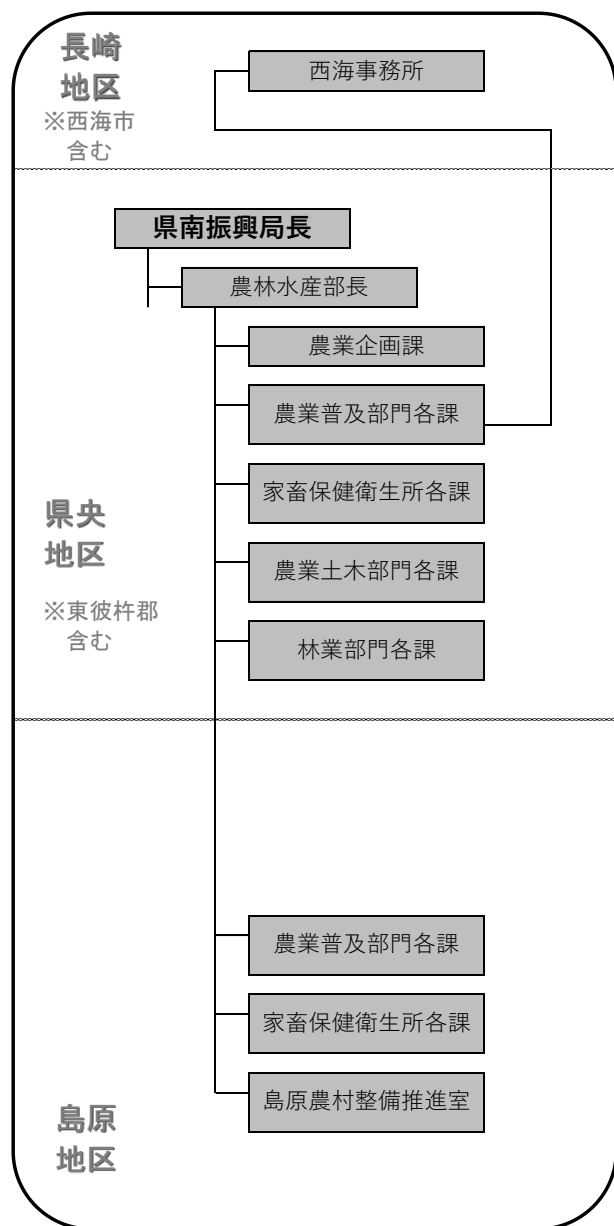 長崎
地区
※西海市
含む
西海事務所
県南振興局長
農林水産部長
農業企画課
農業普及部門各課
家畜保健衛生所各課
農業土木部門各課
林業部門各課
県央
地区
※東彼杵郡
含む
農業普及部門各課
家畜保健衛生所各課
島原農村整備推進室
島原
地区